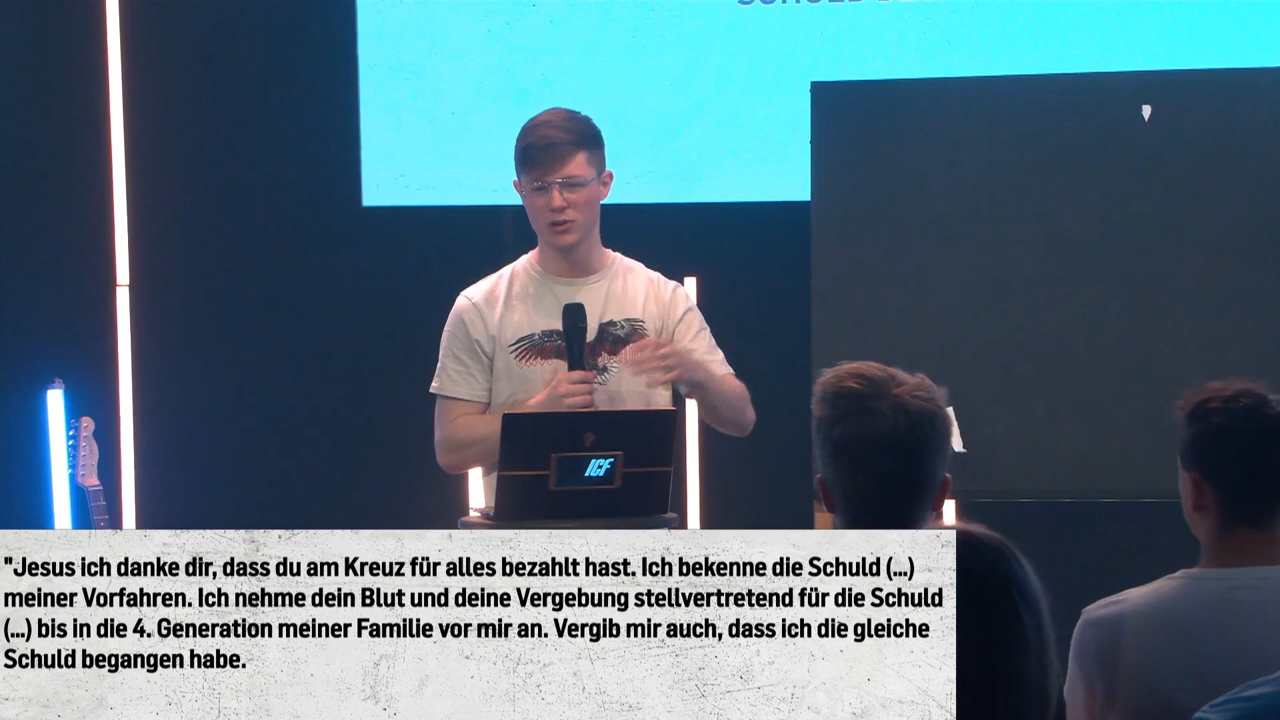 ICF
"Jesus ich danke dir, dass du am Kreuz für alles bezahlt hast. Ich bekenne die Schuld (...)
meiner Vorfahren. Ich nehme dein Blut und deine Vergebung stellvertretend für die Schuld
(...) bis in die 4. Generation meiner Familie vor mir an. Vergib mir auch, dass ich die gleiche
Schuld begangen habe.